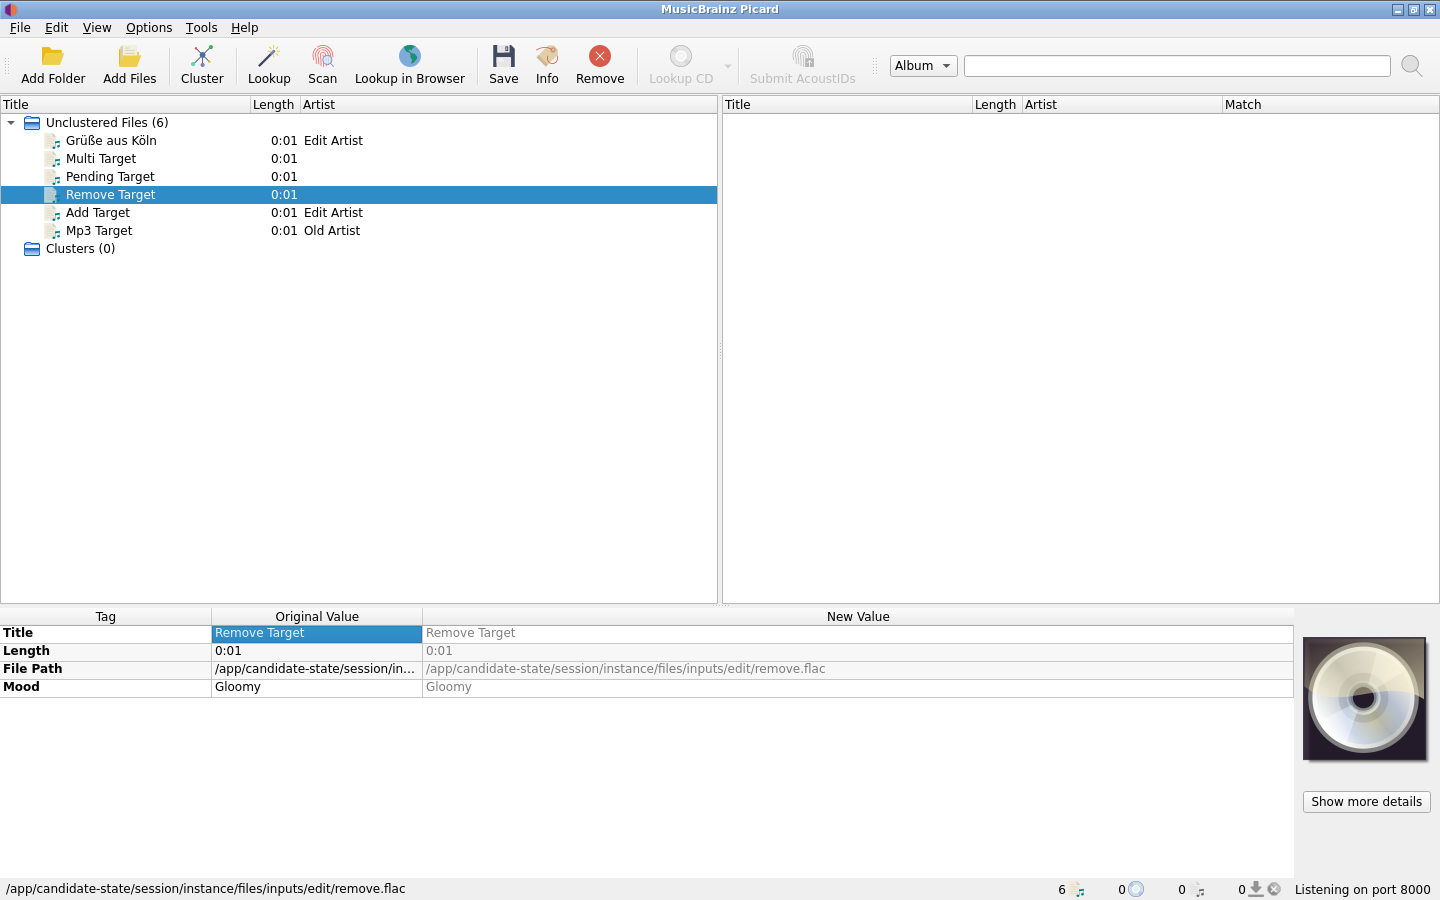 MusicBrainz Picard
File Edit View Options Tools Help
Add Folder Add Files Cluster Lookup Scan Lookup in Browser Save Info Remove Lookup CD Submit AcoustIDs Album
Title Length Artist Title Length Artist Match
Unclustered Files (6)
Grüße aus Köln 0:01 Edit Artist
Multi Target 0:01
Pending Target 0:01
Remove Target 0:01
Add Target 0:01 Edit Artist
Mp3 Target 0:01 Old Artist
Clusters (0)
Tag Original Value New Value
Title Remove Target Remove Target
Length 0:01 0:01
File Path /app/candidate-state/session/in... /app/candidate-state/session/instance/files/inputs/edit/remove.flac
Mood Gloomy Gloomy
Show more details
/app/candidate-state/session/instance/files/inputs/edit/remove.flac 6 0 0 0 Listening on port 8000